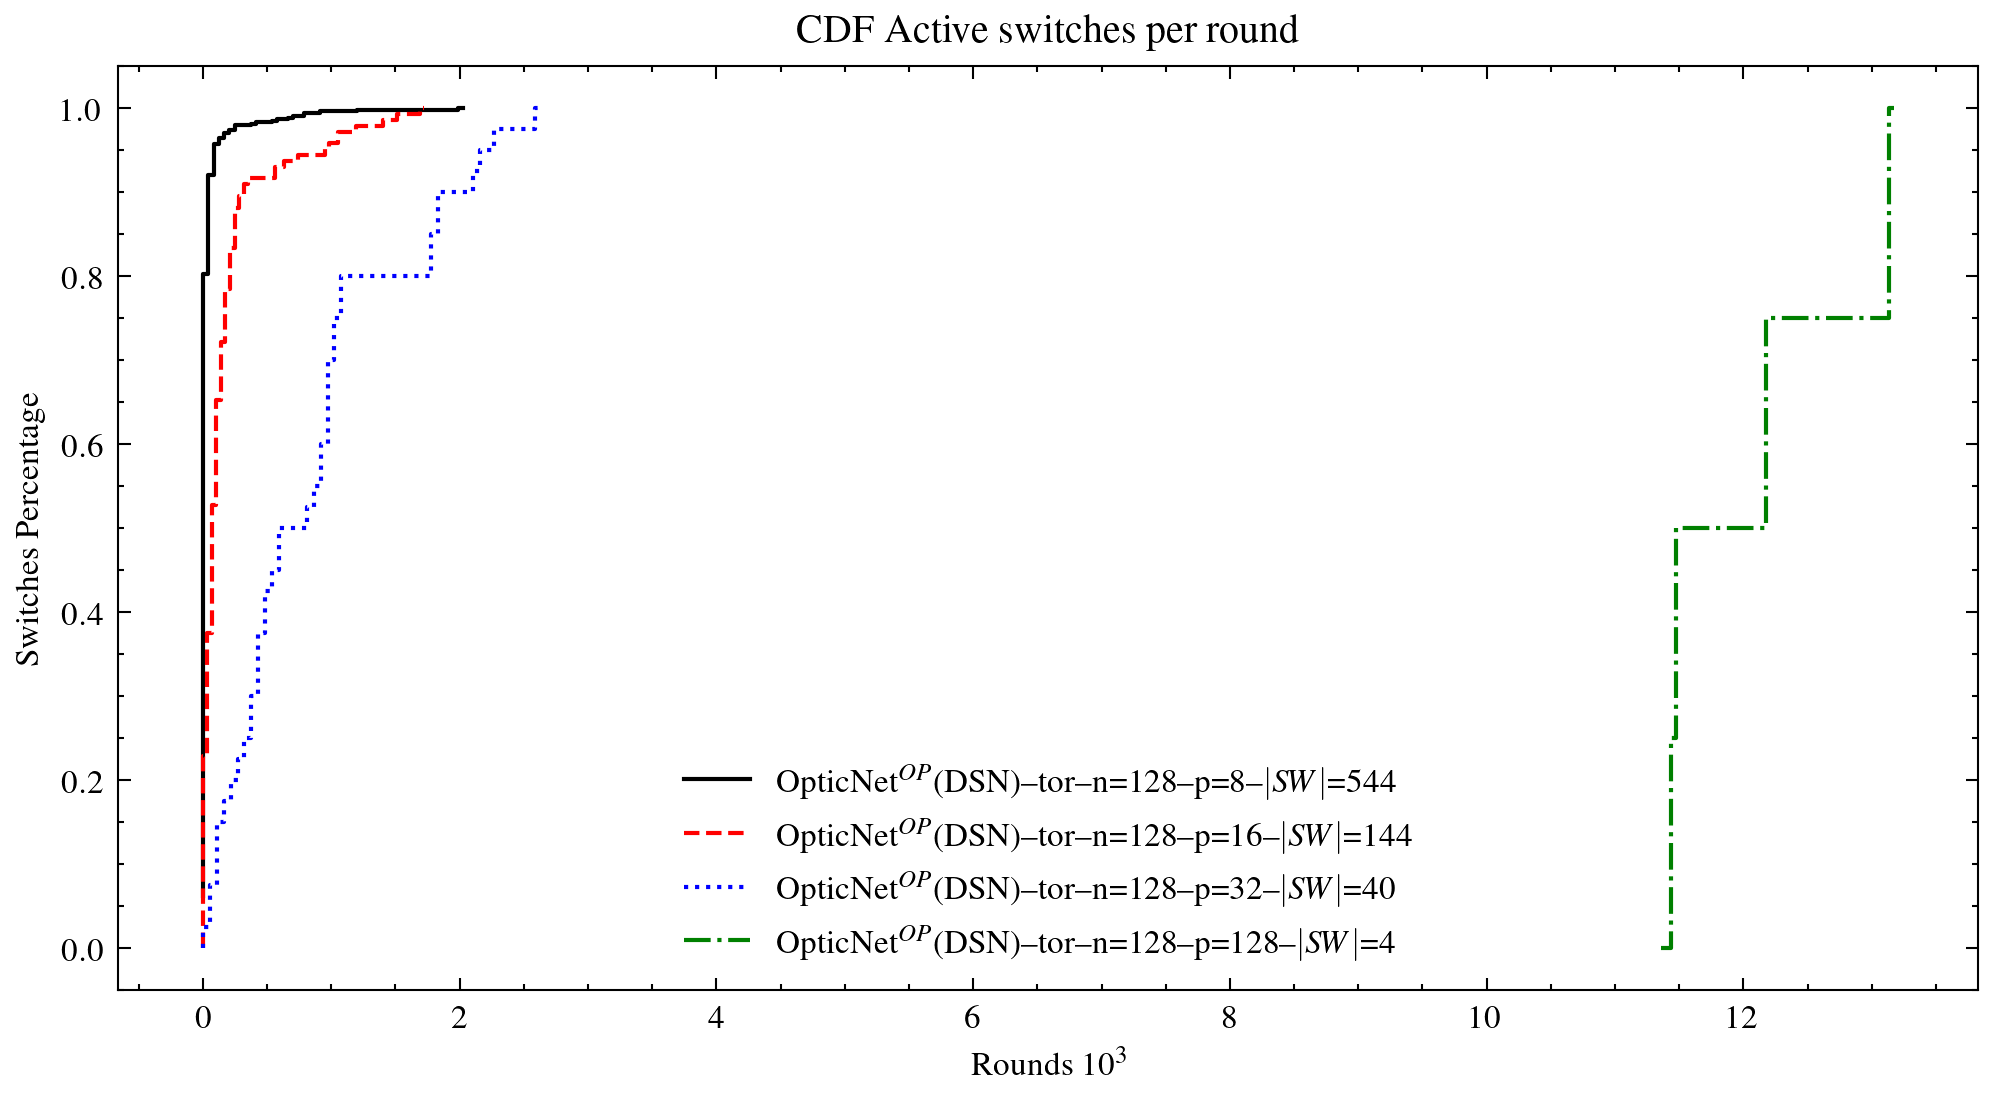 CDF Active switches per round
Switches Percentage
1.0
0.8
0.6
0.4
0.2
0.0
OpticNet^{OP}(DSN)–tor–n=128–p=8–|SW|=544
OpticNet^{OP}(DSN)–tor–n=128–p=16–|SW|=144
OpticNet^{OP}(DSN)–tor–n=128–p=32–|SW|=40
OpticNet^{OP}(DSN)–tor–n=128–p=128–|SW|=4
0 2 4 6 8 10 12
Rounds 10³